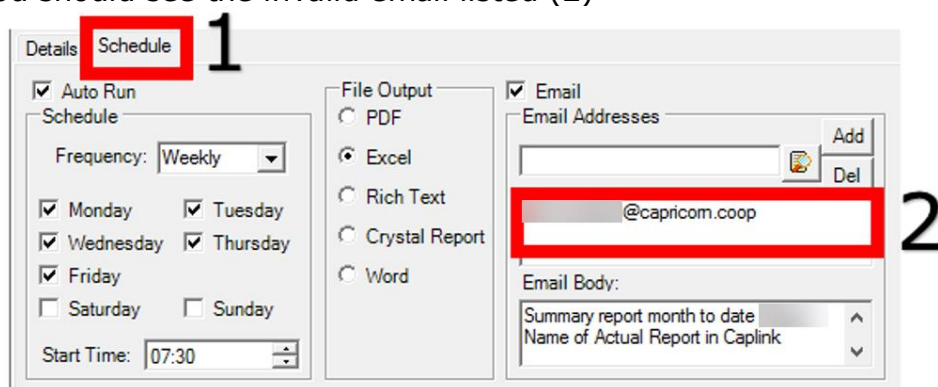 ou should see the invalid email listed (2)
1
Details Schedule
Auto Run
Schedule
Frequency: Weekly
Monday Tuesday
Wednesday Thursday
Friday
Saturday Sunday
Start Time: 07:30
File Output
PDF
Excel
Rich Text
Crystal Report
Word
Email
Email Addresses
Add
Del
@capricorn.coop
2
Email Body:
Summary report month to date
Name of Actual Report in Caplink